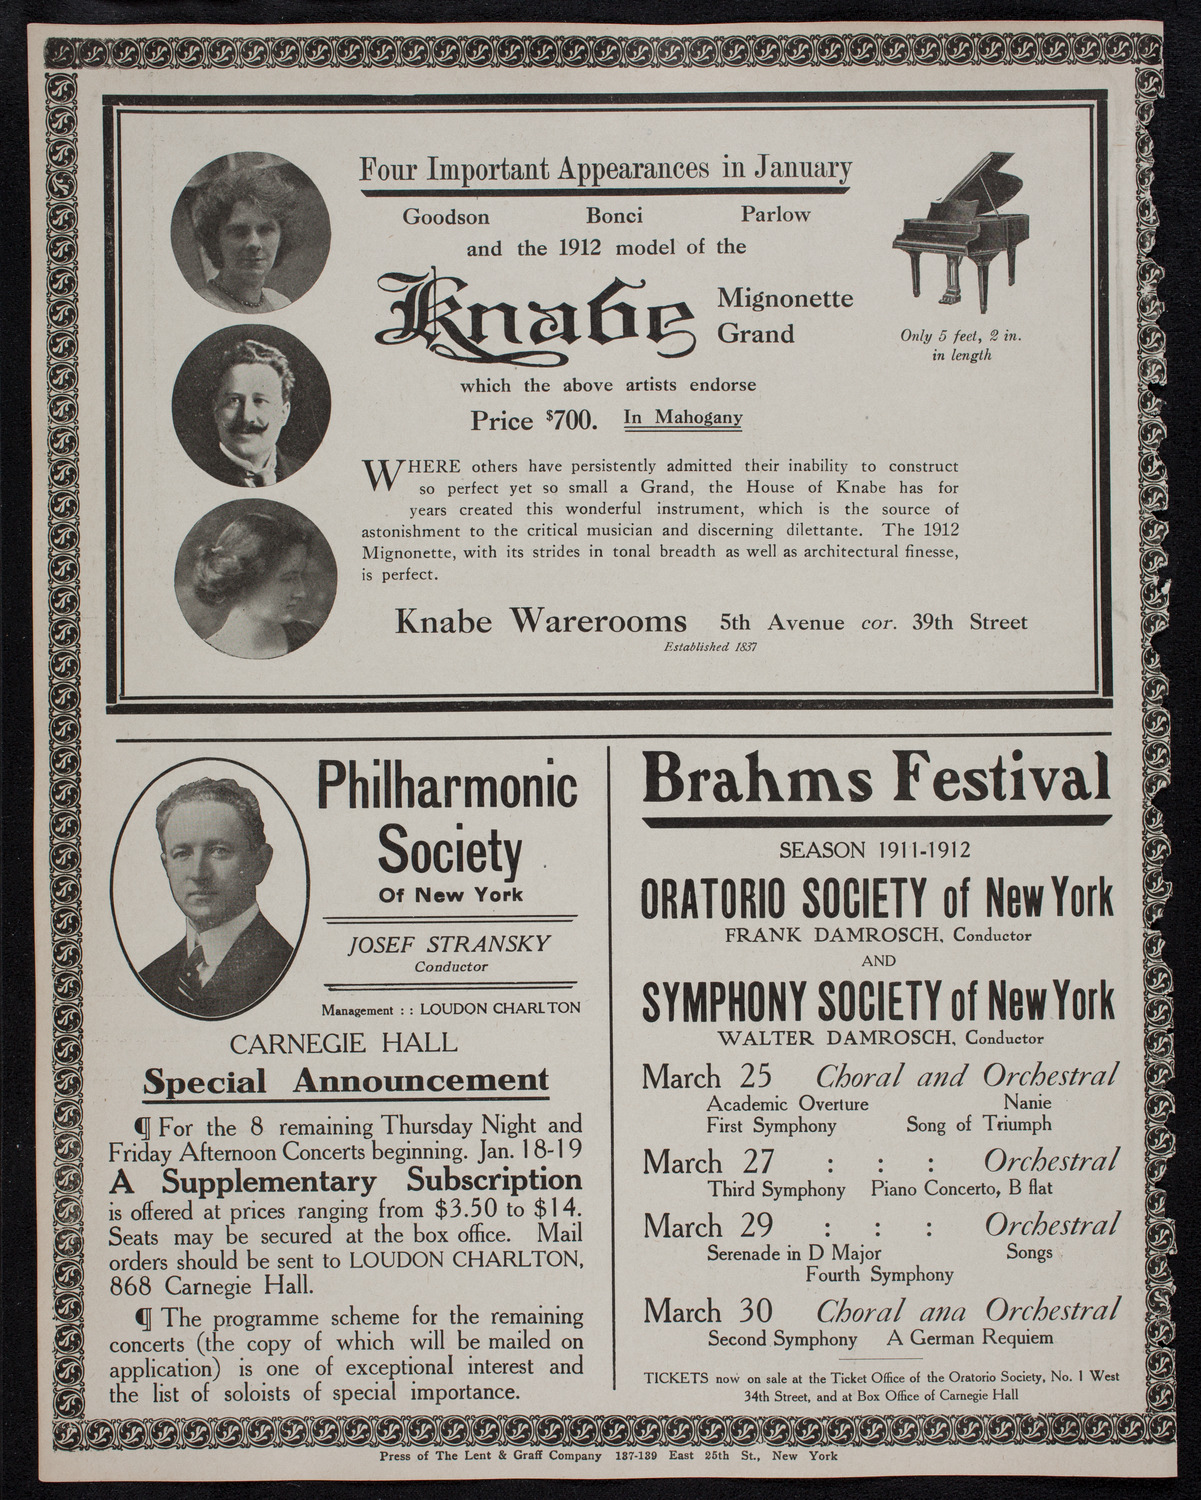 Four Important Appearances in January
Goodson Bonci Parlow
and the 1912 model of the
Knabe Mignonette
Grand
Only 5 feet, 2 in.
in length
which the above artists endorse
Price $700. In Mahogany
WHERE others have persistently admitted their inability to construct
so perfect yet so small a Grand, the House of Knabe has for
years created this wonderful instrument, which is the source of
astonishment to the critical musician and discerning dilettante. The 1912
Mignonette, with its strides in tonal breadth as well as architectural finesse,
is perfect.
Knabe Warerooms 5th Avenue cor. 39th Street
Established 1837
Philharmonic
Society
Of New York
JOSEF STRANSKY
Conductor
Management : : LOUDON CHARLTON
CARNEGIE HALL
Special Announcement
¶ For the 8 remaining Thursday Night and
Friday Afternoon Concerts beginning. Jan. 18-19
A Supplementary Subscription
is offered at prices ranging from $3.50 to $14.
Seats may be secured at the box office. Mail
orders should be sent to LOUDON CHARLTON,
868 Carnegie Hall.
¶ The programme scheme for the remaining
concerts (the copy of which will be mailed on
application) is one of exceptional interest and
the list of soloists of special importance.
Brahms Festival
SEASON 1911-1912
ORATORIO SOCIETY of New York
FRANK DAMROSCH, Conductor
AND
SYMPHONY SOCIETY of New York
WALTER DAMROSCH, Conductor
March 25 Choral and Orchestral
Academic Overture Nanie
First Symphony Song of Triumph
March 27 : : : Orchestral
Third Symphony Piano Concerto, B flat
March 29 : : : Orchestral
Serenade in D Major Songs
Fourth Symphony
March 30 Choral and Orchestral
Second Symphony A German Requiem
TICKETS now on sale at the Ticket Office of the Oratorio Society, No. 1 West
34th Street, and at Box Office of Carnegie Hall
Press of The Lent & Graff Company 137-139 East 25th St., New York